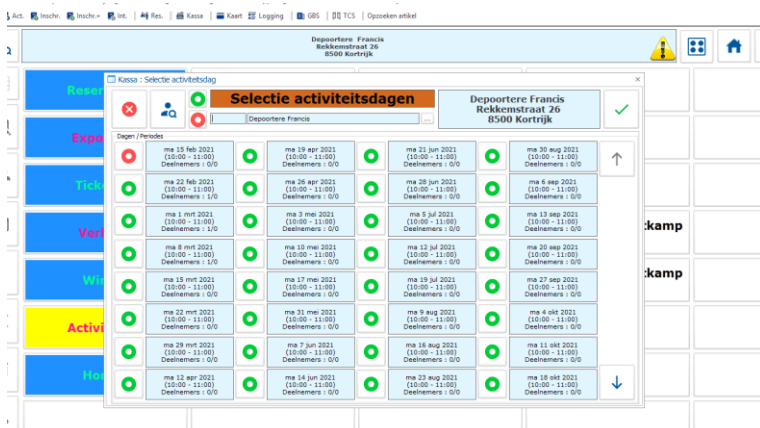 Act. Inschr. Inschr.+ Int. Res. Kassa Kaart Logging GBS TCS Opzoeken artikel
Depoortere Francis
Rekkemstraat 26
8500 Kortrijk
Kassa : Selectie activiteitsdag
Selectie activiteitsdagen
Depoortere Francis
Depoortere Francis
Rekkemstraat 26
8500 Kortrijk
Dagen / Periodes
ma 15 feb 2021 ma 19 apr 2021 ma 21 jun 2021 ma 30 aug 2021
(10:00 - 11:00) (10:00 - 11:00) (10:00 - 11:00) (10:00 - 11:00)
Deelnemers : 0/0 Deelnemers : 0/0 Deelnemers : 0/0 Deelnemers : 0/0
ma 22 feb 2021 ma 26 apr 2021 ma 28 jun 2021 ma 6 sep 2021
(10:00 - 11:00) (10:00 - 11:00) (10:00 - 11:00) (10:00 - 11:00)
Deelnemers : 1/0 Deelnemers : 0/0 Deelnemers : 0/0 Deelnemers : 0/0
ma 1 mrt 2021 ma 3 mei 2021 ma 5 jul 2021 ma 13 sep 2021
(10:00 - 11:00) (10:00 - 11:00) (10:00 - 11:00) (10:00 - 11:00)
Deelnemers : 1/0 Deelnemers : 0/0 Deelnemers : 0/0 Deelnemers : 0/0
ma 8 mrt 2021 ma 10 mei 2021 ma 12 jul 2021 ma 20 sep 2021
(10:00 - 11:00) (10:00 - 11:00) (10:00 - 11:00) (10:00 - 11:00)
Deelnemers : 1/0 Deelnemers : 0/0 Deelnemers : 0/0 Deelnemers : 0/0
ma 15 mrt 2021 ma 17 mei 2021 ma 19 jul 2021 ma 27 sep 2021
(10:00 - 11:00) (10:00 - 11:00) (10:00 - 11:00) (10:00 - 11:00)
Deelnemers : 0/0 Deelnemers : 0/0 Deelnemers : 0/0 Deelnemers : 0/0
ma 22 mrt 2021 ma 31 mei 2021 ma 9 aug 2021 ma 4 okt 2021
(10:00 - 11:00) (10:00 - 11:00) (10:00 - 11:00) (10:00 - 11:00)
Deelnemers : 0/0 Deelnemers : 0/0 Deelnemers : 0/0 Deelnemers : 0/0
ma 29 mrt 2021 ma 7 jun 2021 ma 16 aug 2021 ma 11 okt 2021
(10:00 - 11:00) (10:00 - 11:00) (10:00 - 11:00) (10:00 - 11:00)
Deelnemers : 0/0 Deelnemers : 0/0 Deelnemers : 0/0 Deelnemers : 0/0
ma 12 apr 2021 ma 14 jun 2021 ma 23 aug 2021 ma 18 okt 2021
(10:00 - 11:00) (10:00 - 11:00) (10:00 - 11:00) (10:00 - 11:00)
Deelnemers : 0/0 Deelnemers : 0/0 Deelnemers : 0/0 Deelnemers : 0/0
Reser
Expo
Ticke
Ver
Wi
Activi
Ho
kamp
kamp